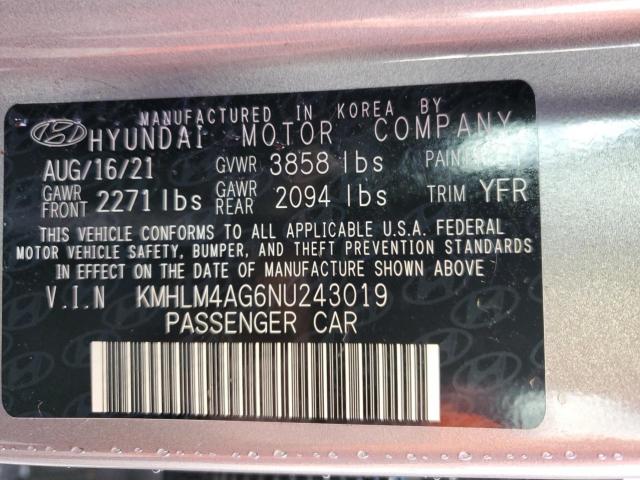 MANUFACTURED IN KOREA BY
HYUNDAI MOTOR COMPANY
AUG/16/21 GVWR 3858 lbs PAINT
GAWR FRONT 2271 lbs GAWR REAR 2094 lbs TRIM YFR
THIS VEHICLE CONFORMS TO ALL APPLICABLE U.S.A. FEDERAL
MOTOR VEHICLE SAFETY, BUMPER, AND THEFT PREVENTION STANDARDS
IN EFFECT ON THE DATE OF MANUFACTURE SHOWN ABOVE
V.I.N KMHLM4AG6NU243019
PASSENGER CAR